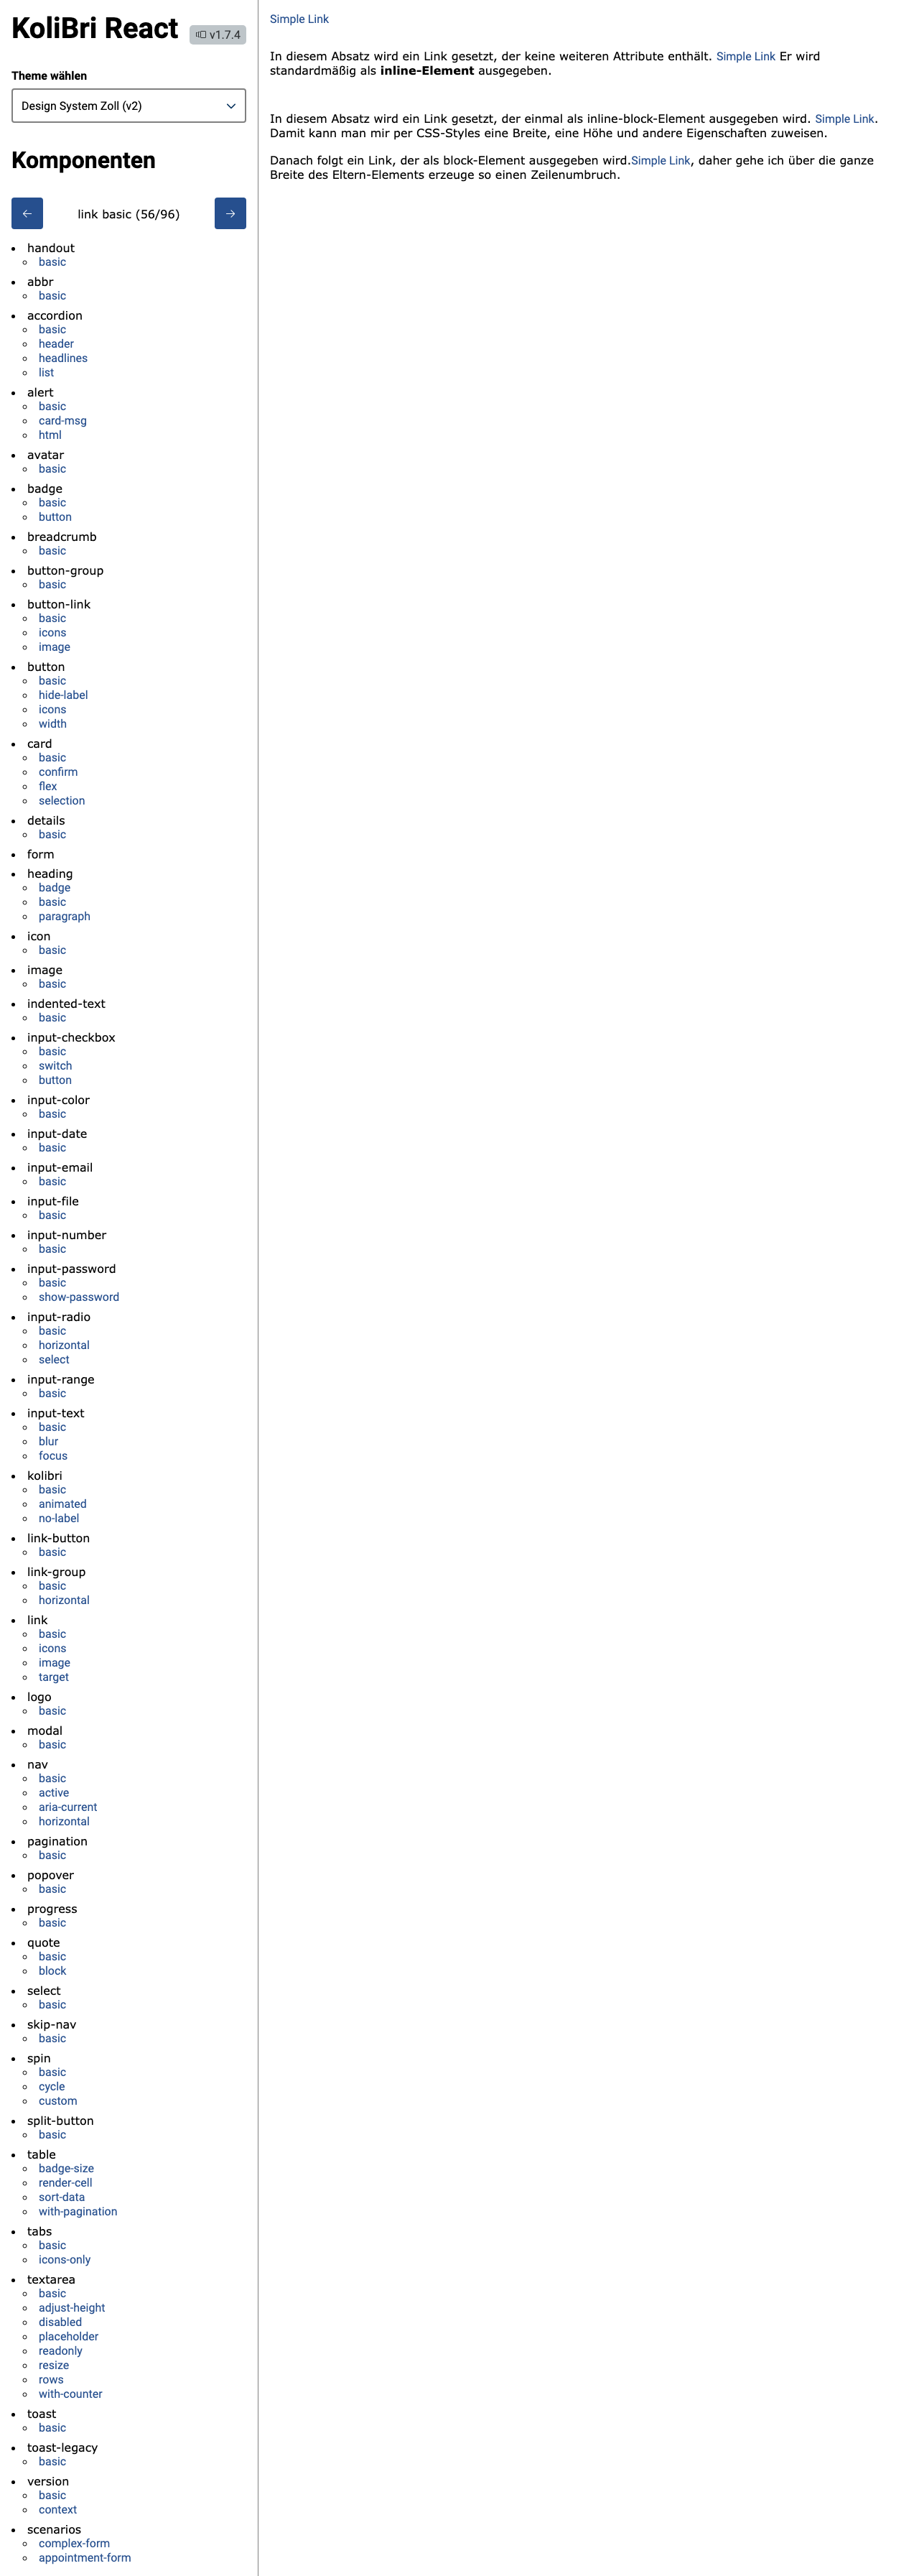 KoliBri React
v1.7.4
Theme wählen
Design System Zoll (v2)
Komponenten
← link basic (56/96) →
handout
basic
abbr
basic
accordion
basic
header
headlines
list
alert
basic
card-msg
html
avatar
basic
badge
basic
button
breadcrumb
basic
button-group
basic
button-link
basic
icons
image
button
basic
hide-label
icons
width
card
basic
confirm
flex
selection
details
basic
form
heading
badge
basic
paragraph
icon
basic
image
basic
indented-text
basic
input-checkbox
basic
switch
button
input-color
basic
input-date
basic
input-email
basic
input-file
basic
input-number
basic
input-password
basic
show-password
input-radio
basic
horizontal
select
input-range
basic
input-text
basic
blur
focus
kolibri
basic
animated
no-label
link-button
basic
link-group
basic
horizontal
link
basic
icons
image
target
logo
basic
modal
basic
nav
basic
active
aria-current
horizontal
pagination
basic
popover
basic
progress
basic
quote
basic
block
select
basic
skip-nav
basic
spin
basic
cycle
custom
split-button
basic
table
badge-size
render-cell
sort-data
with-pagination
tabs
basic
icons-only
textarea
basic
adjust-height
disabled
placeholder
readonly
resize
rows
with-counter
toast
basic
toast-legacy
basic
version
basic
context
scenarios
complex-form
appointment-form
Simple Link
In diesem Absatz wird ein Link gesetzt, der keine weiteren Attribute enthält. Simple Link Er wird
standardmäßig als inline-Element ausgegeben.
In diesem Absatz wird ein Link gesetzt, der einmal als inline-block-Element ausgegeben wird. Simple Link.
Damit kann man mir per CSS-Styles eine Breite, eine Höhe und andere Eigenschaften zuweisen.
Danach folgt ein Link, der als block-Element ausgegeben wird.Simple Link, daher gehe ich über die ganze
Breite des Eltern-Elements erzeuge so einen Zeilenumbruch.